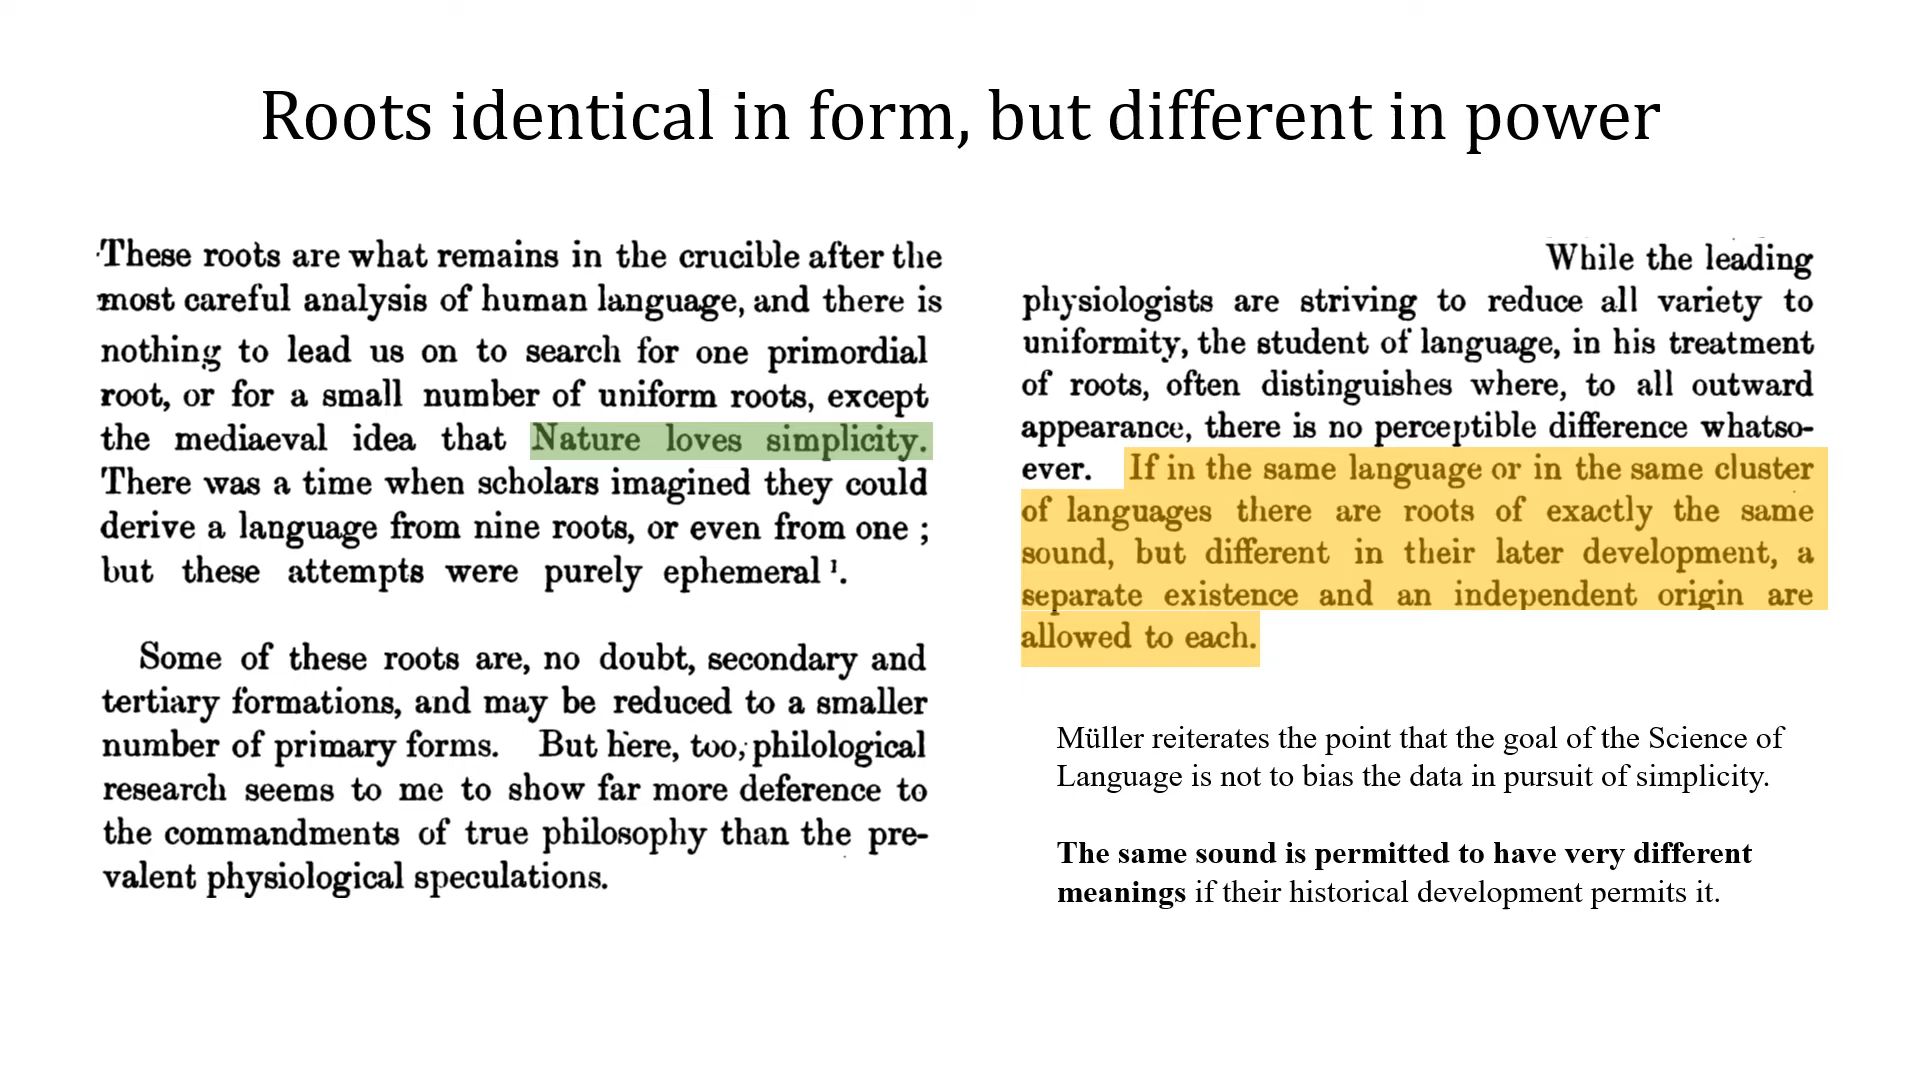 Roots identical in form, but different in power
These roots are what remains in the crucible after the
most careful analysis of human language, and there is
nothing to lead us on to search for one primordial
root, or for a small number of uniform roots, except
the mediaeval idea that Nature loves simplicity.
There was a time when scholars imagined they could
derive a language from nine roots, or even from one ;
but these attempts were purely ephemeral ¹.
Some of these roots are, no doubt, secondary and
tertiary formations, and may be reduced to a smaller
number of primary forms. But here, too, philological
research seems to me to show far more deference to
the commandments of true philosophy than the pre-
valent physiological speculations.
While the leading
physiologists are striving to reduce all variety to
uniformity, the student of language, in his treatment
of roots, often distinguishes where, to all outward
appearance, there is no perceptible difference whatso-
ever. If in the same language or in the same cluster
of languages there are roots of exactly the same
sound, but different in their later development, a
separate existence and an independent origin are
allowed to each.
Müller reiterates the point that the goal of the Science of
Language is not to bias the data in pursuit of simplicity.
The same sound is permitted to have very different
meanings if their historical development permits it.